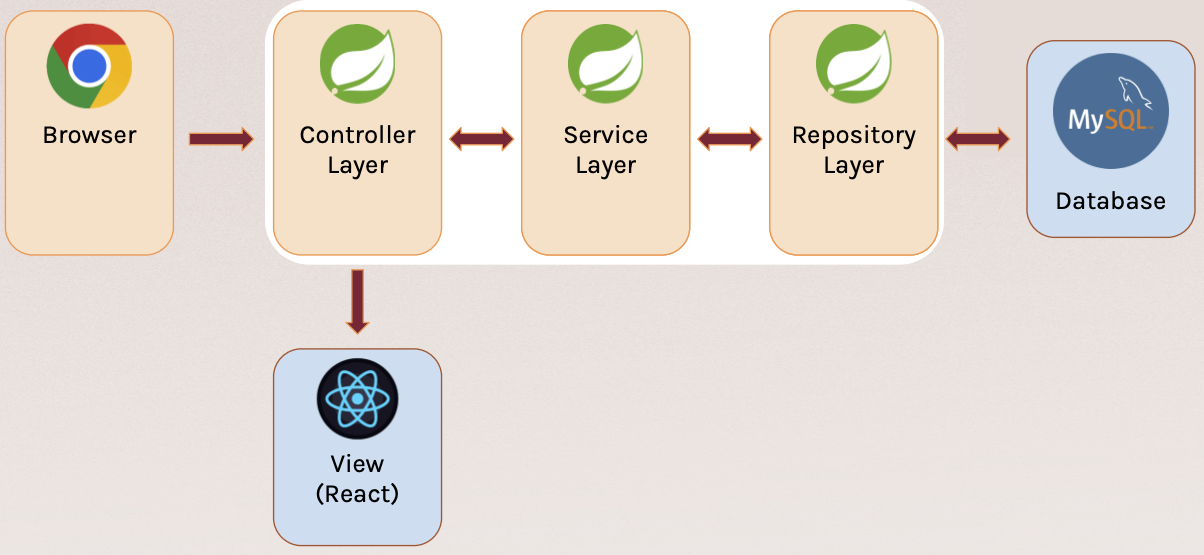 Browser
Controller
Layer
Service
Layer
Repository
Layer
MySQL
Database
View
(React)